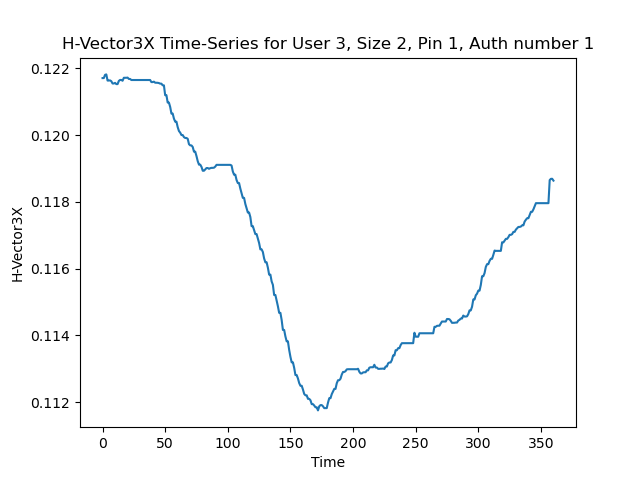 H-Vector3X Time-Series for User 3, Size 2, Pin 1, Auth number 1
0.122
0.120
0.118
0.116
0.114
0.112
H-Vector3X
0 50 100 150 200 250 300 350
Time